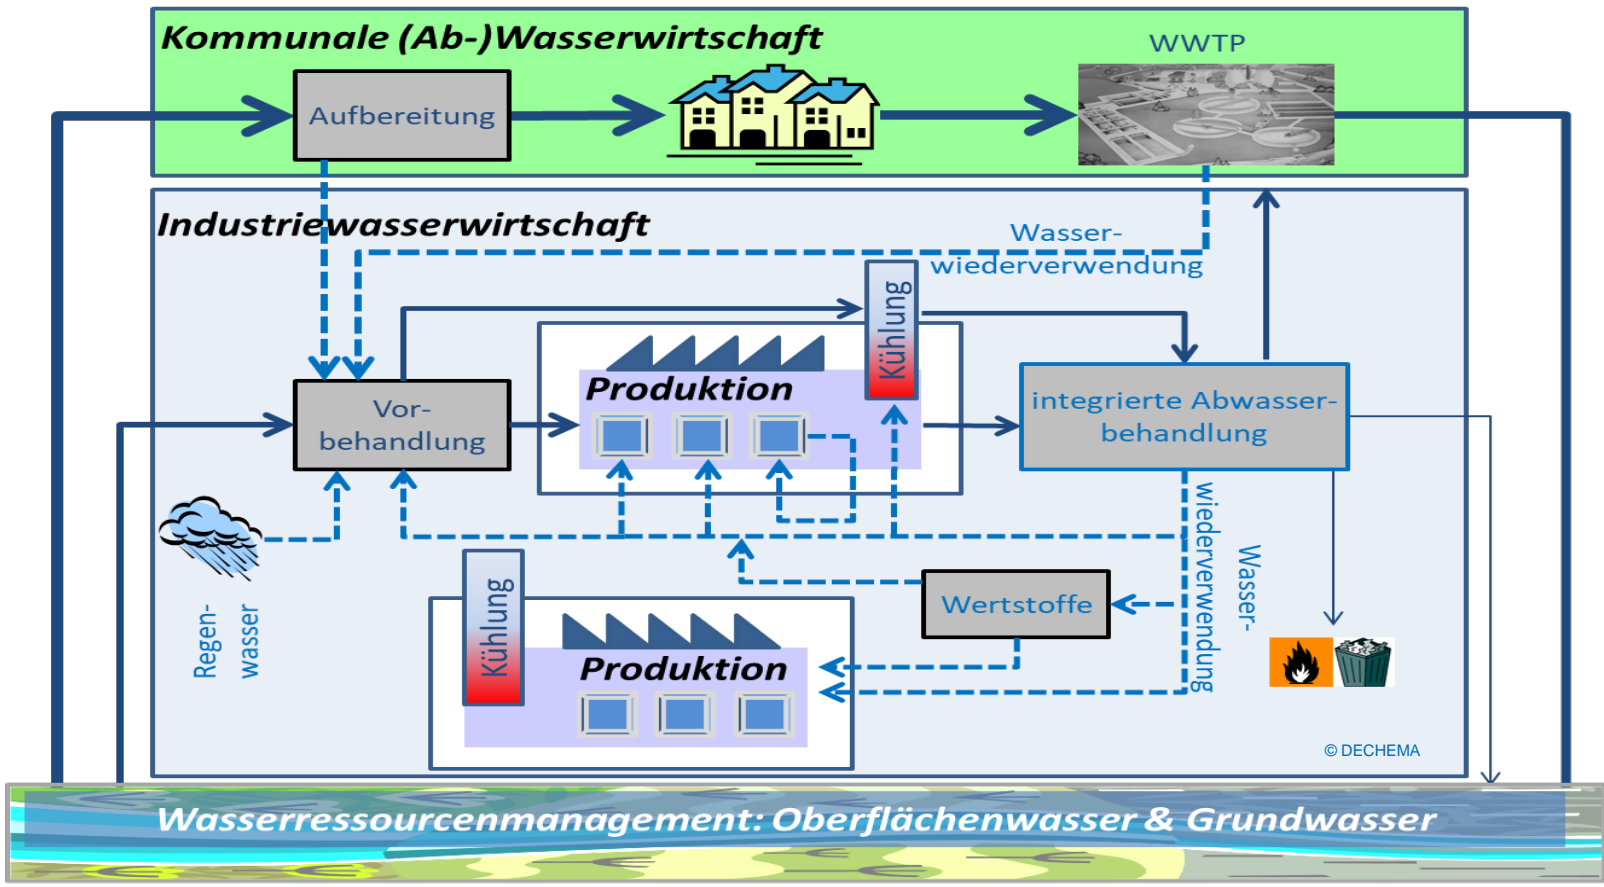 Kommunale (Ab-)Wasserwirtschaft
WWTP
Aufbereitung
Industriewasserwirtschaft
Wasser-
wiederverwendung
Kühlung
Produktion
Vor-
behandlung
integrierte Abwasser-
behandlung
Regen-
wasser
Kühlung
Produktion
Wertstoffe
Wasser-
wiederverwendung
© DECHEMA
Wasserressourcenmanagement: Oberflächenwasser & Grundwasser